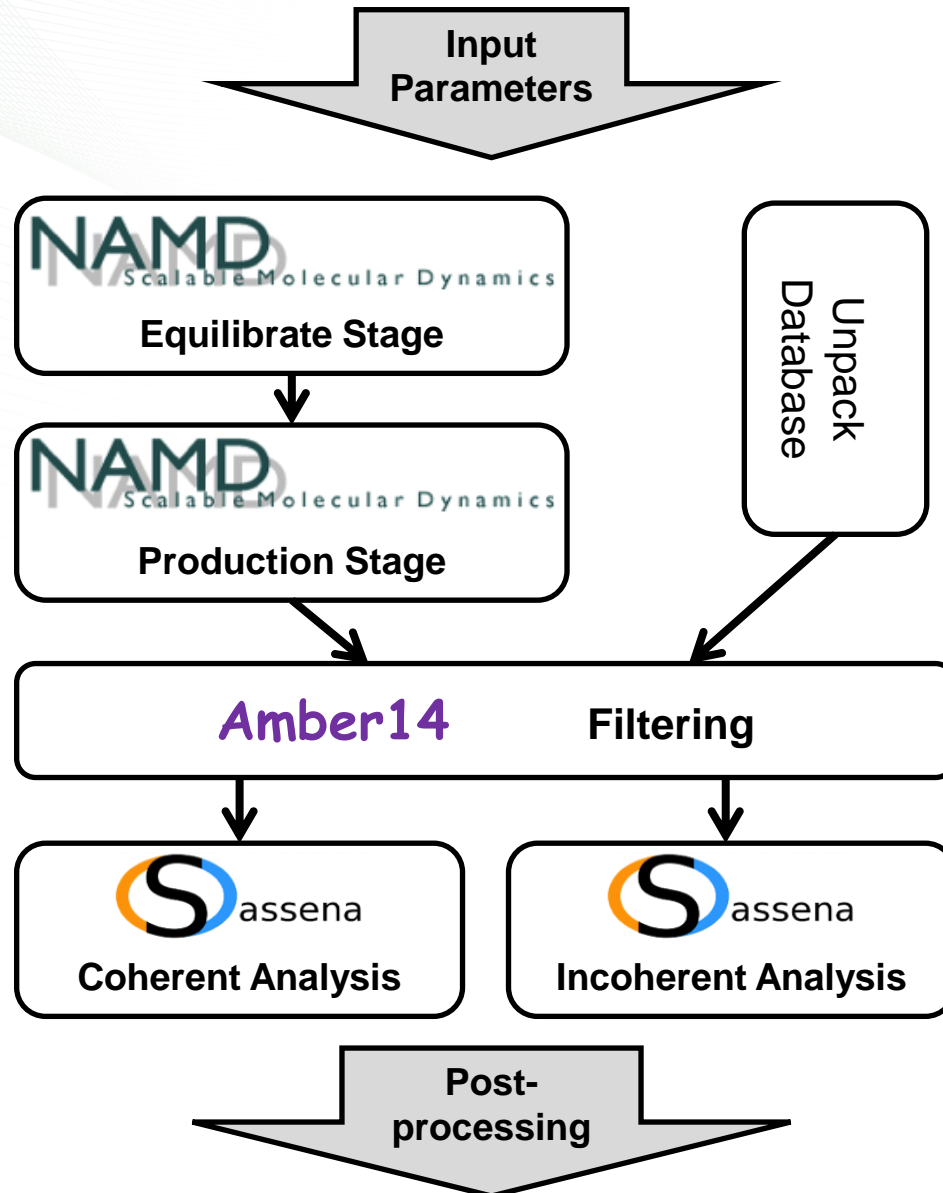 Input
Parameters
NAMD
Scalable Molecular Dynamics
Equilibrate Stage
Unpack
Database
NAMD
Scalable Molecular Dynamics
Production Stage
Amber14 Filtering
Sassena
Coherent Analysis
Sassena
Incoherent Analysis
Post-
processing